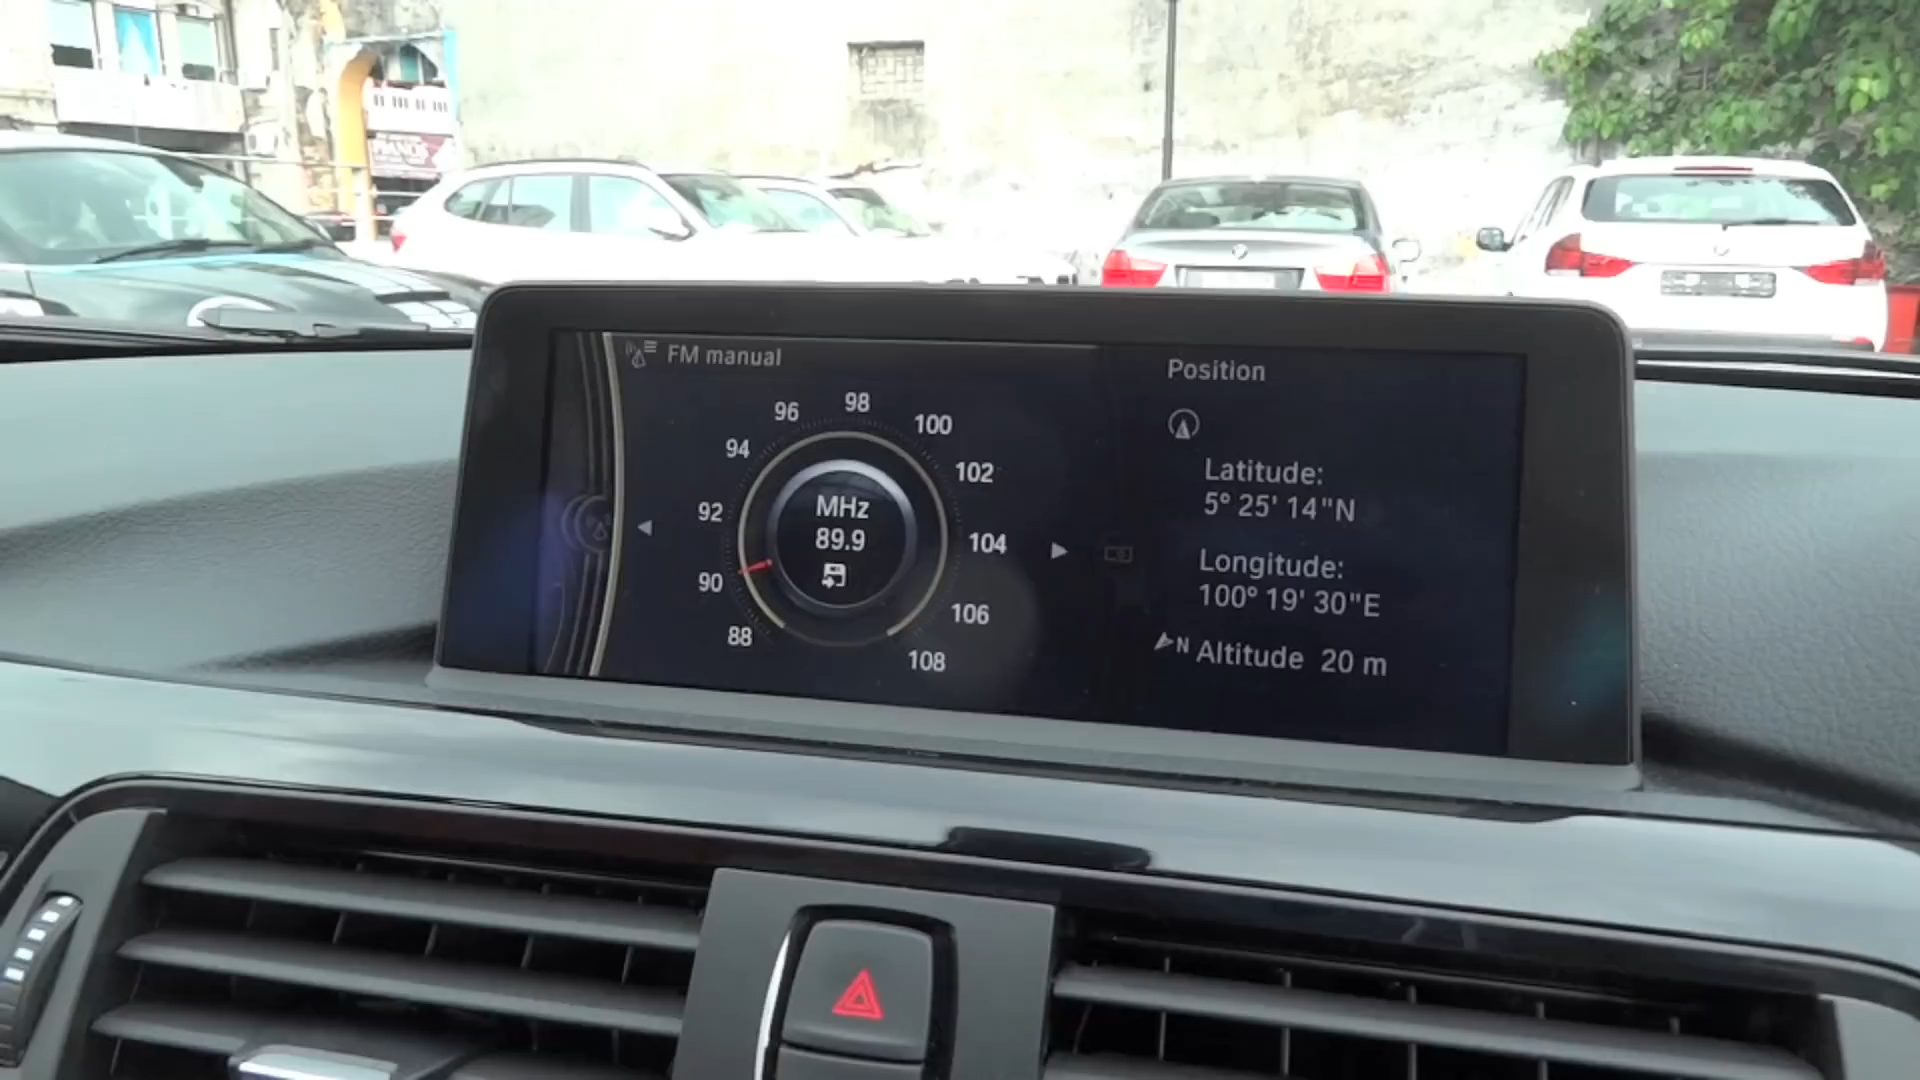 PIANOS
FM manual
98
96
100
94
102
92
104
90
106
88
108
MHz
89.9
Position
Latitude:
5° 25' 14"N
Longitude:
100° 19' 30"E
N
Altitude 20 m